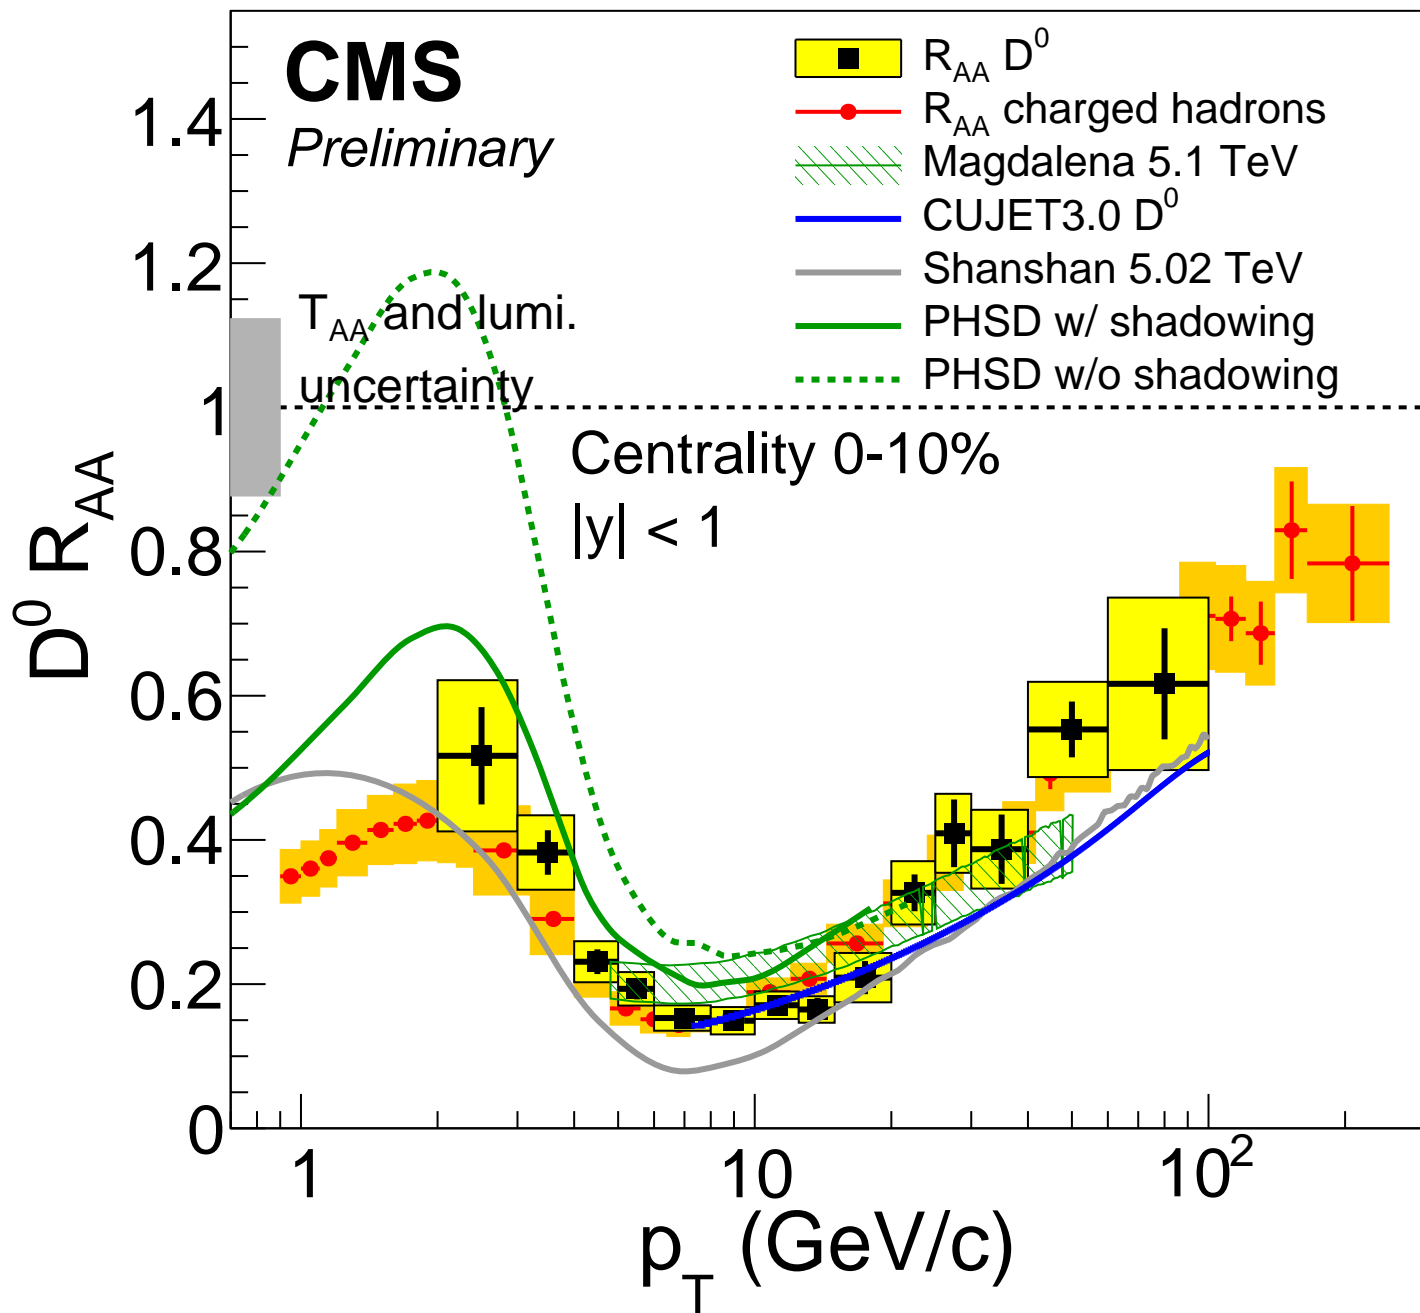 CMS
Preliminary
R_AA D^0
R_AA charged hadrons
Magdalena 5.1 TeV
CUJET3.0 D^0
Shanshan 5.02 TeV
PHSD w/ shadowing
PHSD w/o shadowing
T_AA and lumi.
uncertainty
Centrality 0-10%
|y| < 1
D^0 R_AA
1.4
1.2
1
0.8
0.6
0.4
0.2
0
1
10
10^2
p_T (GeV/c)